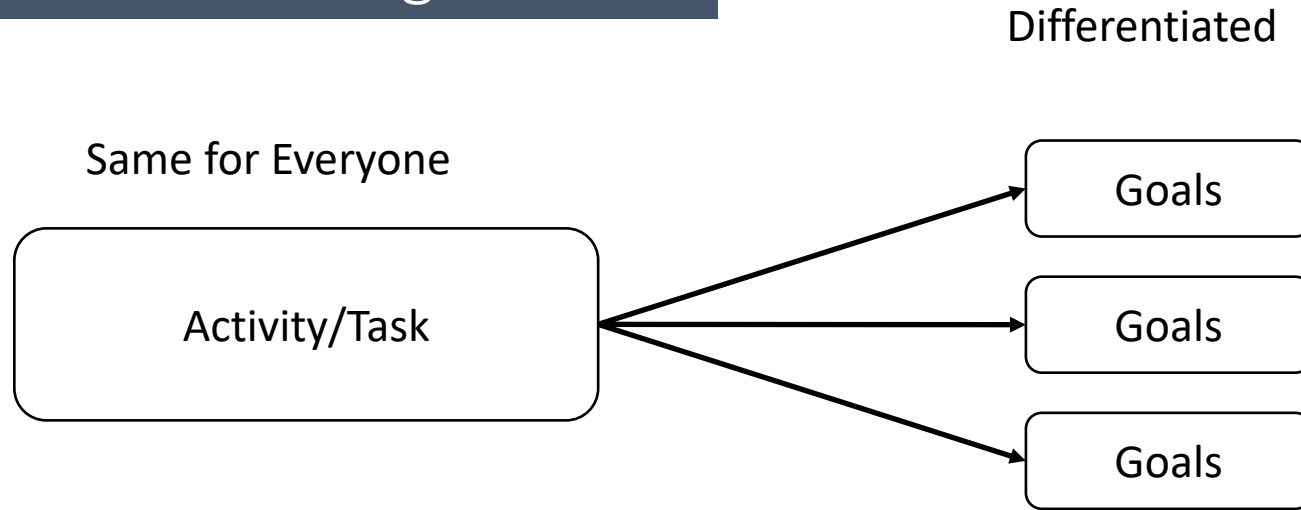 Differentiated
Same for Everyone
Goals
Activity/Task
Goals
Goals